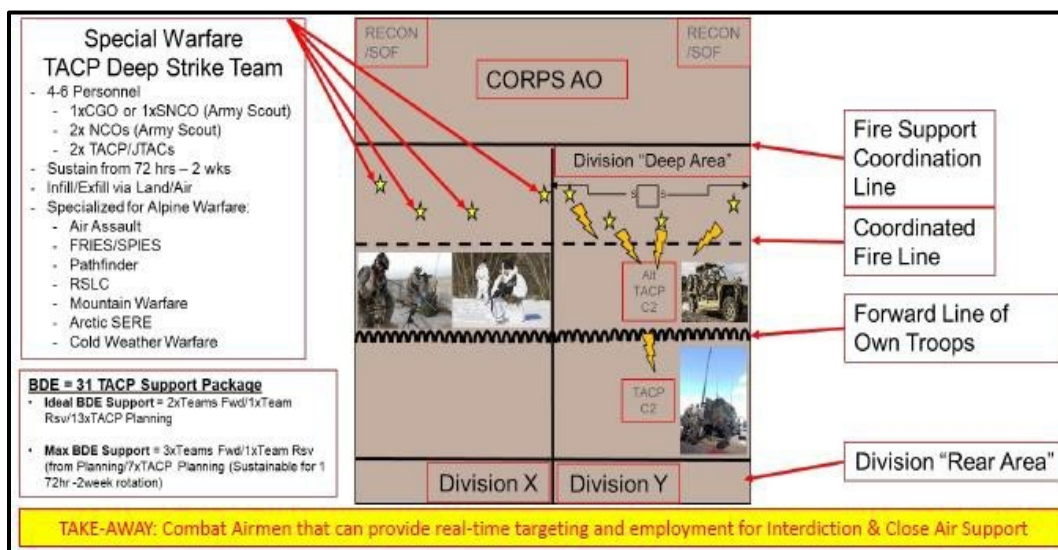 Special Warfare
TACP Deep Strike Team
- 4-6 Personnel
- 1xCGO or 1xSNCO (Army Scout)
- 2x NCOs (Army Scout)
- 2x TACP/JTACs
- Sustain from 72 hrs – 2 wks
- Infill/Exfill via Land/Air
- Specialized for Alpine Warfare:
- Air Assault
- FRIES/SPIES
- Pathfinder
- RSLC
- Mountain Warfare
- Arctic SERE
- Cold Weather Warfare
BDE = 31 TACP Support Package
• Ideal BDE Support = 2xTeams Fwd/1xTeam
Rsv/13xTACP Planning
• Max BDE Support = 3xTeams Fwd/1xTeam Rsv
(from Planning/7xTACP Planning (Sustainable for 1
72hr -2week rotation)
RECON
/SOF
RECON
/SOF
CORPS AO
Division "Deep Area"
S
S
Alt
TACP
C2
TACP
C2
Division X
Division Y
Fire Support
Coordination
Line
Coordinated
Fire Line
Forward Line of
Own Troops
Division "Rear Area"
TAKE-AWAY: Combat Airmen that can provide real-time targeting and employment for Interdiction & Close Air Support